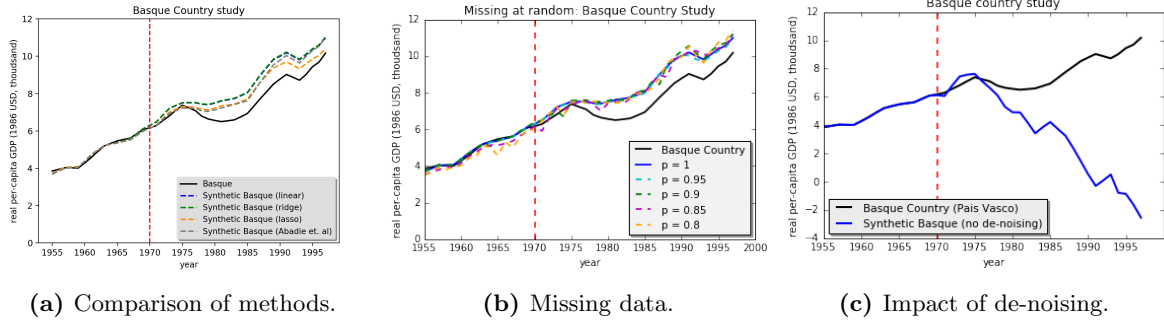 Basque Country study
real per-capita GDP (1986 USD, thoudsand)
12
10
8
6
4
2
0
1955 1960 1965 1970 1975 1980 1985 1990 1995
year
Basque
Synthetic Basque (linear)
Synthetic Basque (ridge)
Synthetic Basque (lasso)
Synthetic Basque (Abadie et. al)
(a) Comparison of methods.
Missing at random: Basque Country Study
real per-capita GDP (1986 USD, thoudsand)
12
10
8
6
4
2
0
1955 1960 1965 1970 1975 1980 1985 1990 1995 2000
year
Basque Country
p = 1
p = 0.95
p = 0.9
p = 0.85
p = 0.8
(b) Missing data.
Basque country study
real per-capita GDP (1986 USD, thoudsand)
12
10
8
6
4
2
0
−2
−4
1955 1960 1965 1970 1975 1980 1985 1990 1995
year
Basque Country (Pais Vasco)
Synthetic Basque (no de-noising)
(c) Impact of de-noising.